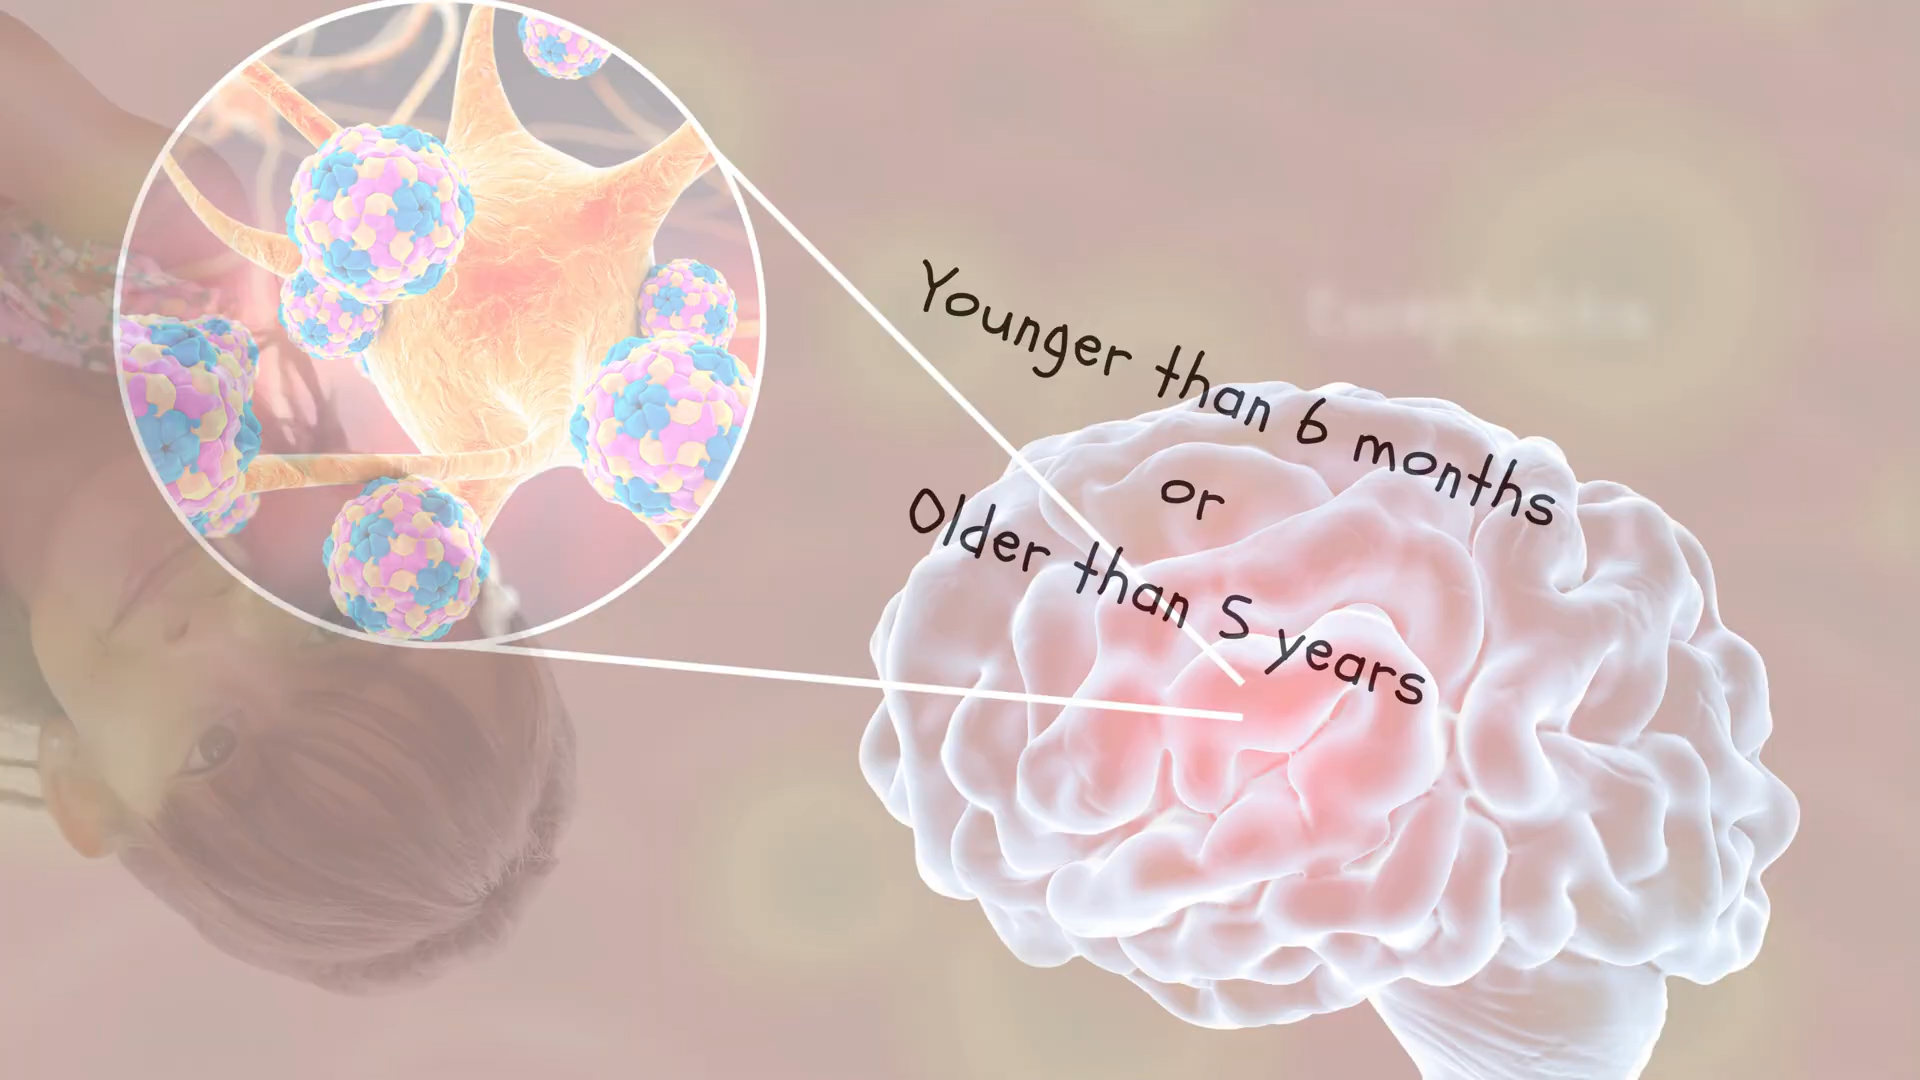 Younger than 6 months
or
Older than 5 years